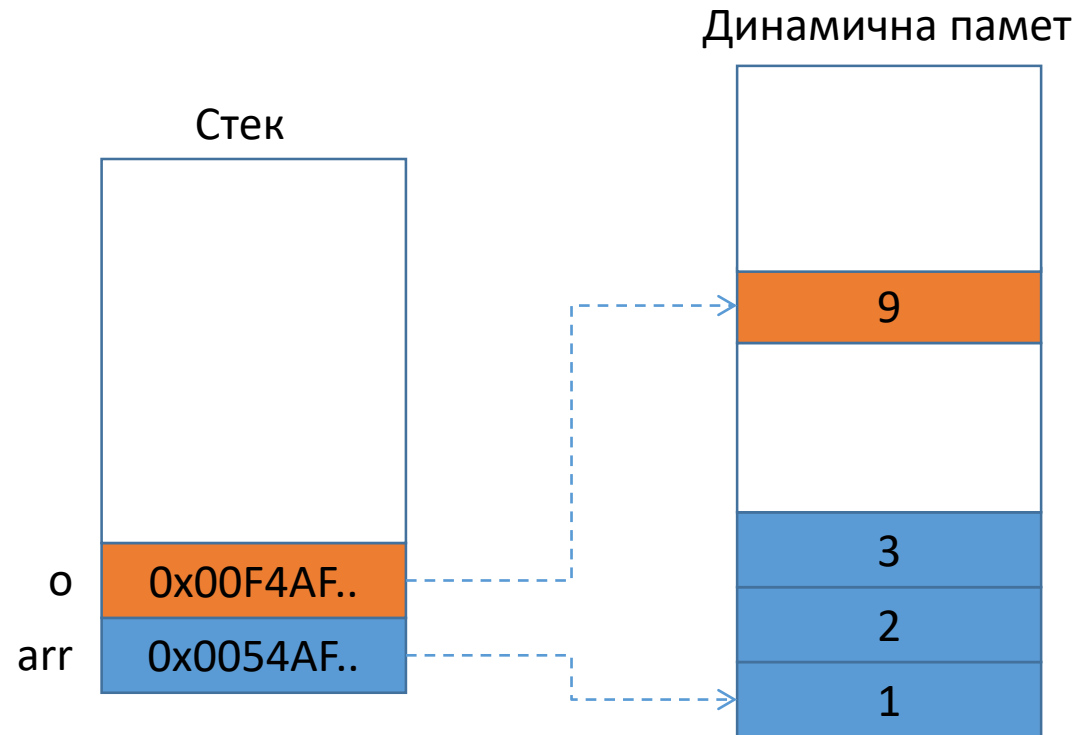 Динамична памет
Стек
9
3
o 0x00F4AF..
2
arr 0x0054AF..
1